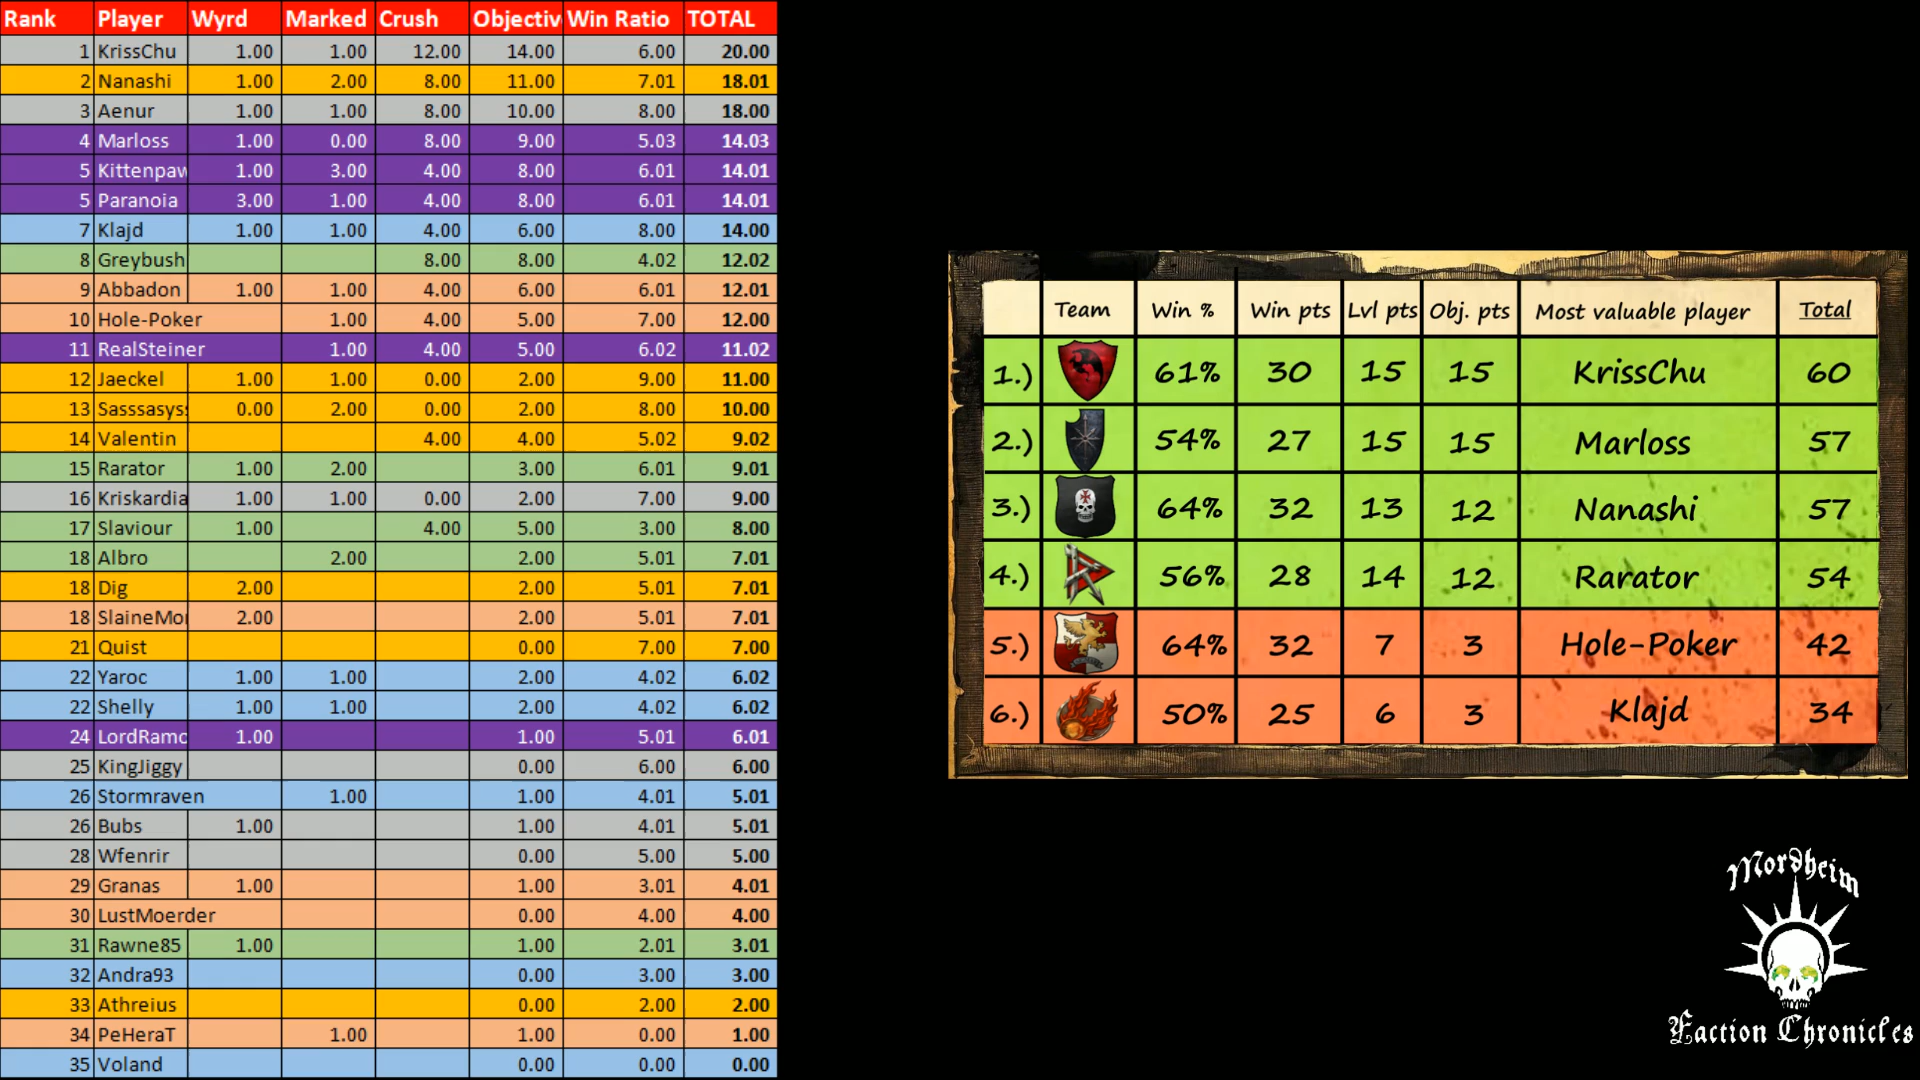 Rank Player Wyrd Marked Crush Objectiv Win Ratio TOTAL
1 KrissChu 1.00 1.00 12.00 14.00 6.00 20.00
2 Nanashi 1.00 2.00 8.00 11.00 7.01 18.01
3 Aenur 1.00 1.00 8.00 10.00 8.00 18.00
4 Marloss 1.00 0.00 8.00 9.00 5.03 14.03
5 Kittenpaw 1.00 3.00 4.00 8.00 6.01 14.01
5 Paranoia 3.00 1.00 4.00 8.00 6.01 14.01
7 Klajd 1.00 1.00 4.00 6.00 8.00 14.00
8 Greybush 8.00 8.00 4.02 12.02
9 Abbadon 1.00 1.00 4.00 6.00 6.01 12.01
10 Hole-Poker 1.00 4.00 5.00 7.00 12.00
11 RealSteiner 1.00 4.00 5.00 6.02 11.02
12 Jaeckel 1.00 1.00 0.00 2.00 9.00 11.00
13 Sasssasys 0.00 2.00 0.00 2.00 8.00 10.00
14 Valentin 4.00 4.00 5.02 9.02
15 Rarator 1.00 2.00 3.00 6.01 9.01
16 Kriskardia 1.00 1.00 0.00 2.00 7.00 9.00
17 Slaviour 1.00 4.00 5.00 3.00 8.00
18 Albro 2.00 2.00 5.01 7.01
18 Dig 2.00 2.00 5.01 7.01
18 SlaineMo 2.00 2.00 5.01 7.01
21 Quist 0.00 7.00 7.00
22 Yaroc 1.00 1.00 2.00 4.02 6.02
22 Shelly 1.00 1.00 2.00 4.02 6.02
24 LordRamo 1.00 1.00 5.01 6.01
25 KingJiggy 0.00 6.00 6.00
26 Stormraven 1.00 1.00 4.01 5.01
26 Bubs 1.00 1.00 4.01 5.01
28 Wfenrir 0.00 5.00 5.00
29 Granas 1.00 1.00 3.01 4.01
30 LustMoerder 0.00 4.00 4.00
31 Rawne85 1.00 1.00 2.01 3.01
32 Andra93 0.00 3.00 3.00
33 Athreius 0.00 2.00 2.00
34 PeHeraT 1.00 1.00 0.00 1.00
35 Voland 0.00 0.00 0.00
Team Win % Win pts Lvl pts Obj. pts Most valuable player Total
1.) 61% 30 15 15 KrissChu 60
2.) 54% 27 15 15 Marloss 57
3.) 64% 32 13 12 Nanashi 57
4.) 56% 28 14 12 Rarator 54
5.) 64% 32 7 3 Hole-Poker 42
6.) 50% 25 6 3 Klajd 34
Mordheim
Faction Chronicles